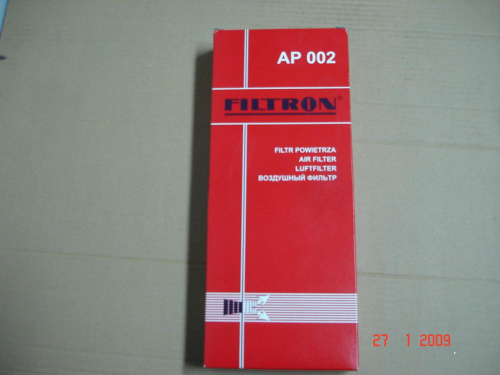 AP 002
FILTRON®
FILTR POWIETRZA
AIR FILTER
LUFTFILTER
ВОЗДУШНЫЙ ФИЛЬТР
27 1 2009